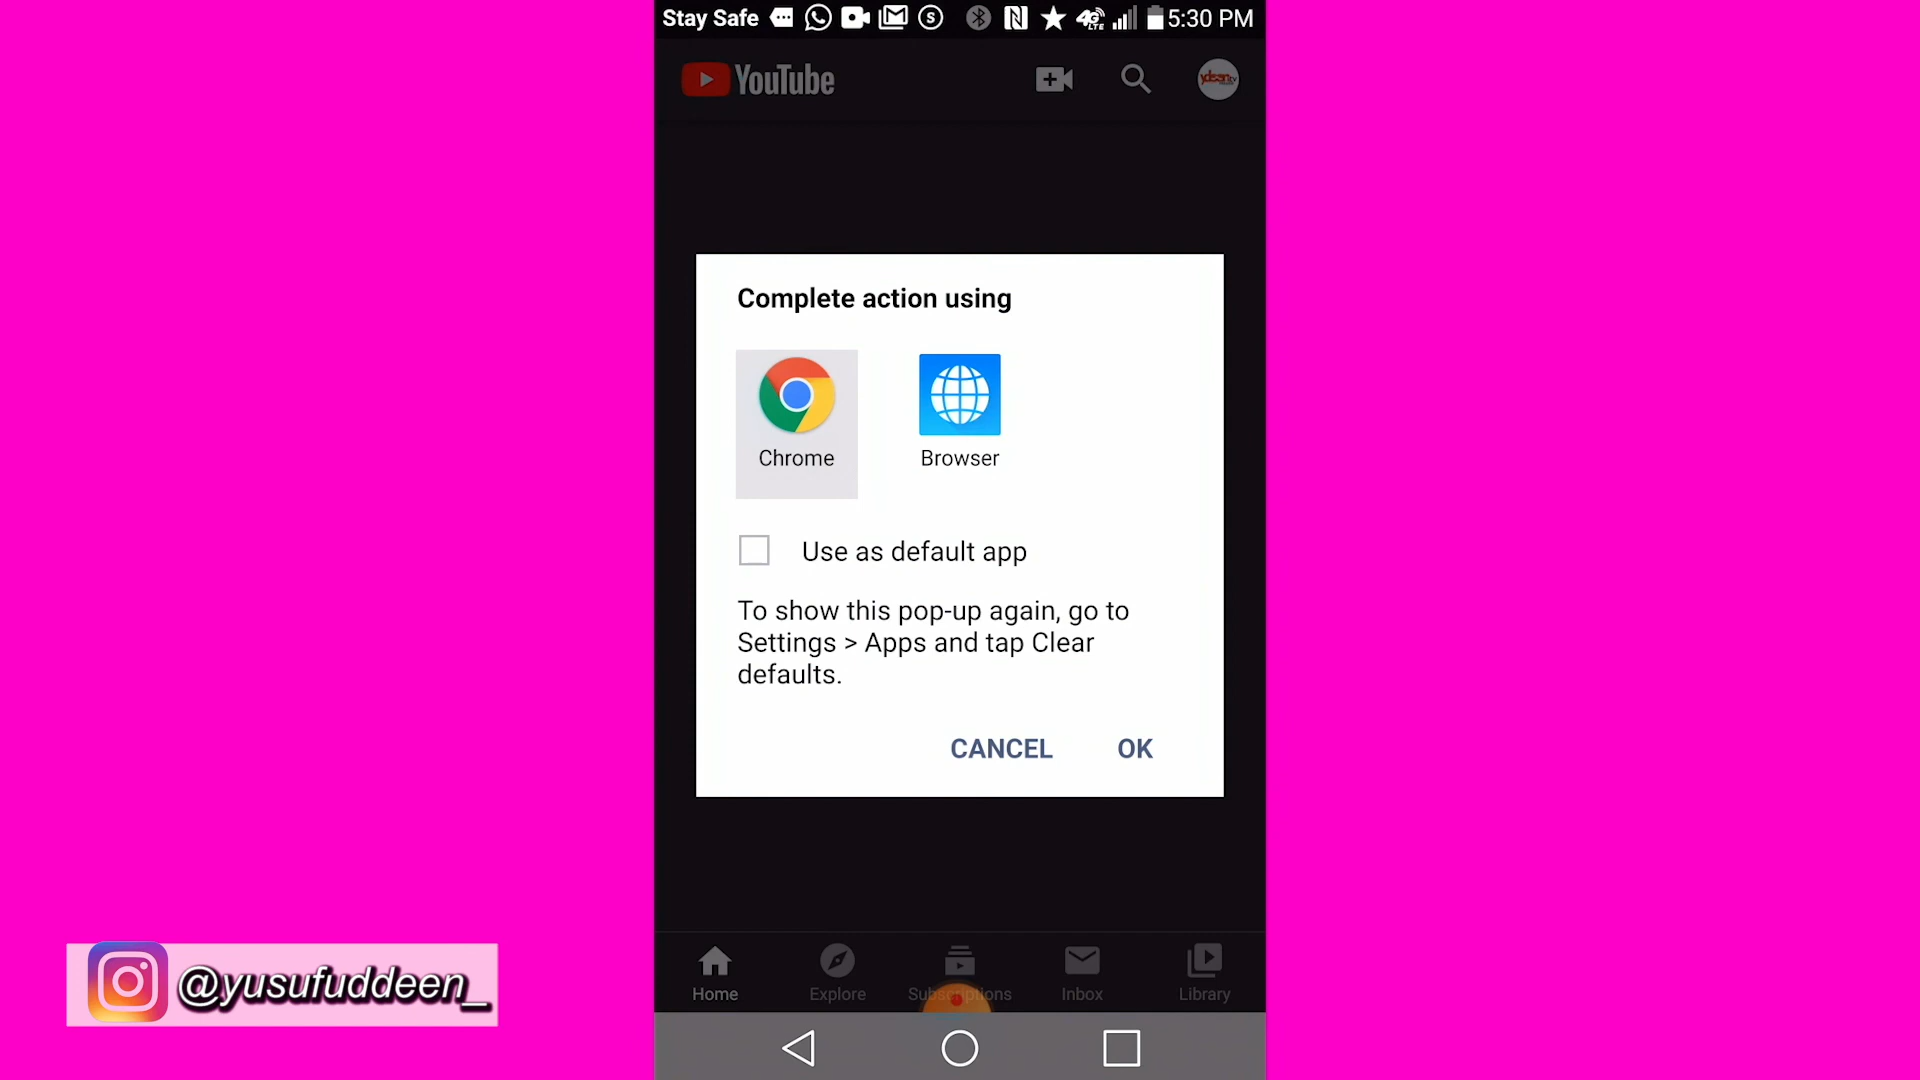 Stay Safe 5:30 PM
YouTube
Complete action using
Chrome Browser
Use as default app
To show this pop-up again, go to
Settings > Apps and tap Clear
defaults.
CANCEL OK
Home Explore Subscriptions Inbox Library
@yusufuddeen_